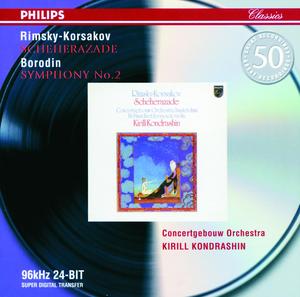 PHILIPS
Classics
Rimsky-Korsakov
SCHEHERAZADE
Borodin
SYMPHONY No.2
50
Rimsky-Korsakov
Scheherazade
Kiril Kondrashin
Concertgebouw Orchestra
KIRILL KONDRASHIN
96kHz 24-BIT
SUPER DIGITAL TRANSFER